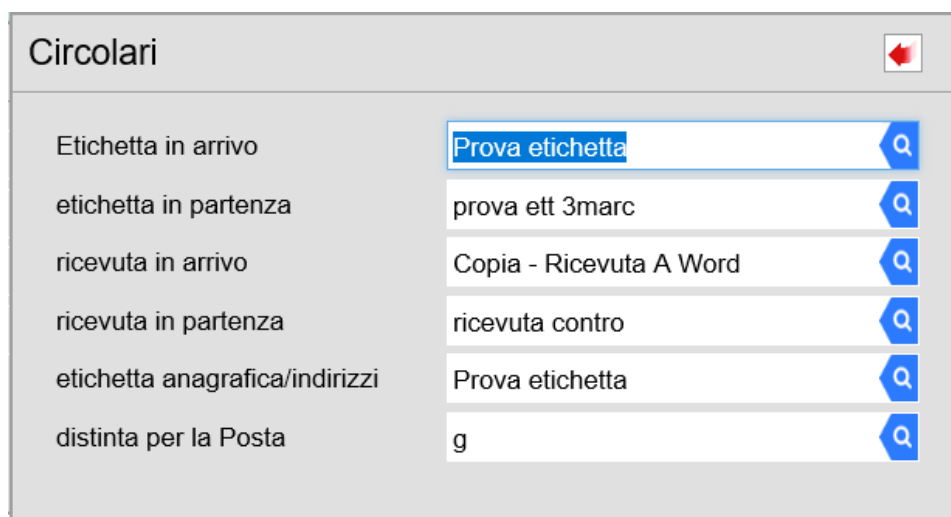 Circolari
Etichetta in arrivo Prova etichetta
etichetta in partenza prova ett 3marc
ricevuta in arrivo Copia - Ricevuta A Word
ricevuta in partenza ricevuta contro
etichetta anagrafica/indirizzi Prova etichetta
distinta per la Posta g